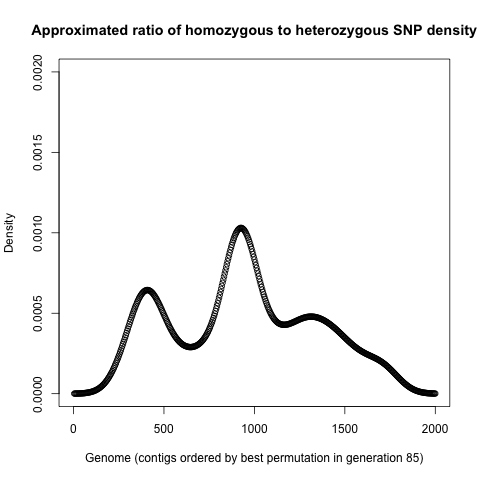 Approximated ratio of homozygous to heterozygous SNP density
Density
0.0020
0.0015
0.0010
0.0005
0.0000
0 500 1000 1500 2000
Genome (contigs ordered by best permutation in generation 85)